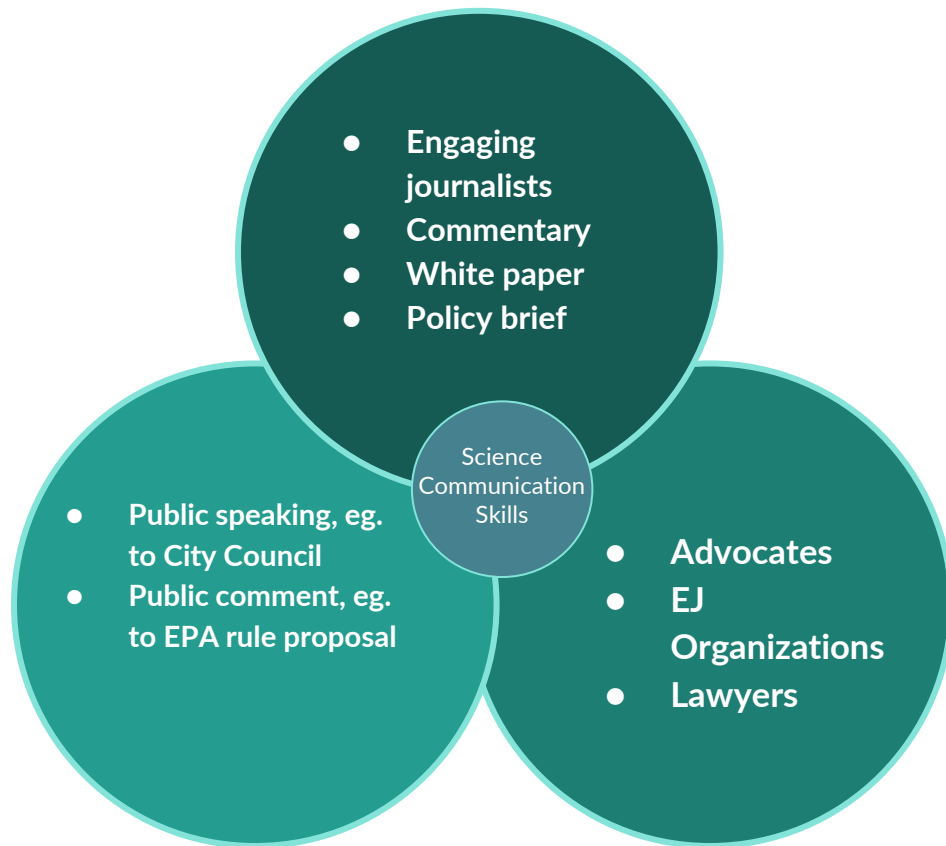 ● Engaging
journalists
● Commentary
● White paper
● Policy brief
Science
Communication
Skills
● Public speaking, eg.
to City Council
● Public comment, eg.
to EPA rule proposal
● Advocates
● EJ
Organizations
● Lawyers